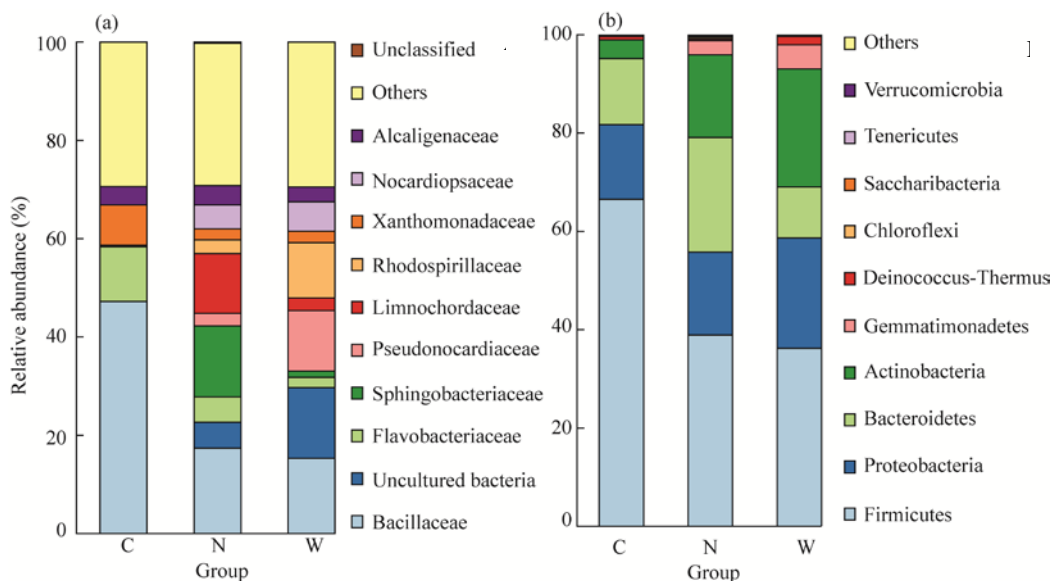 (a)
Relative abundance (%)
100
80
60
40
20
0
C N W
Group
Unclassified
Others
Alcaligenaceae
Nocardiopsaceae
Xanthomonadaceae
Rhodospirillaceae
Limnochordaceae
Pseudonocardiaceae
Sphingobacteriaceae
Flavobacteriaceae
Uncultured bacteria
Bacillaceae
(b)
100
80
60
40
20
0
C N W
Group
Others
Verrucomicrobia
Tenericutes
Saccharibacteria
Chloroflexi
Deinococcus-Thermus
Gemmatimonadetes
Actinobacteria
Bacteroidetes
Proteobacteria
Firmicutes